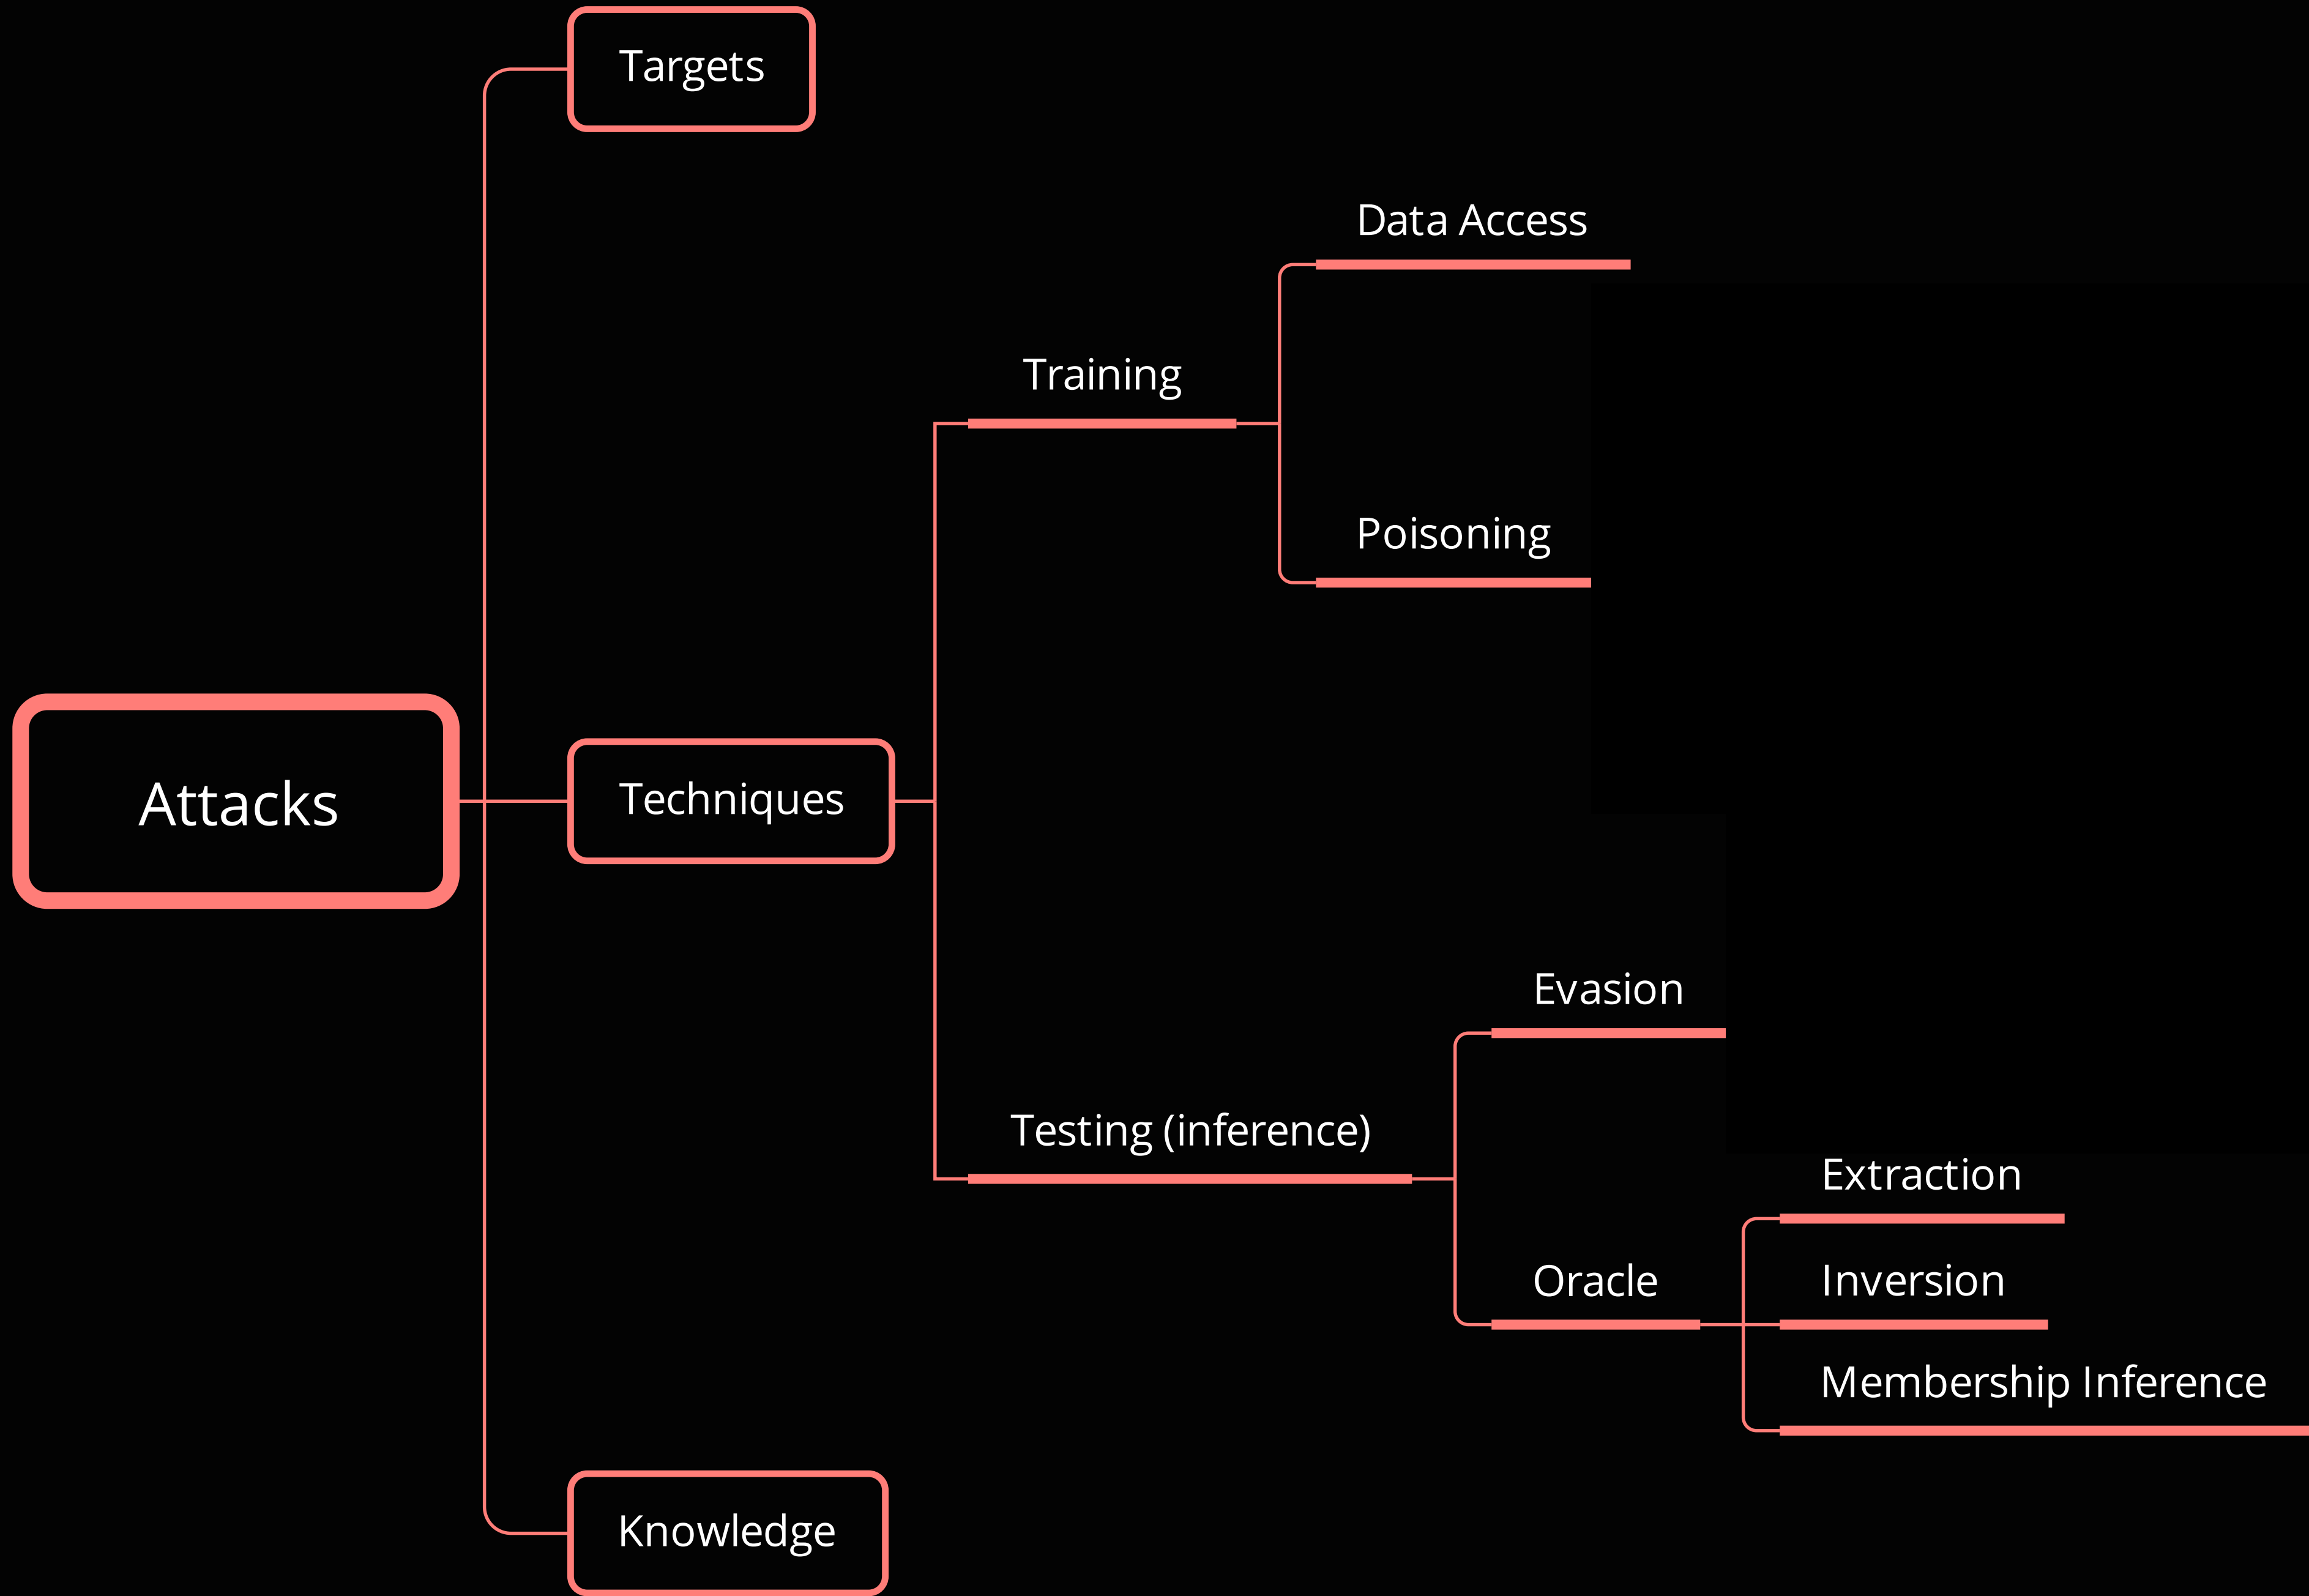 Targets
Data Access
Training
Poisoning
Attacks
Techniques
Evasion
Testing (inference)
Extraction
Oracle
Inversion
Membership Inference
Knowledge